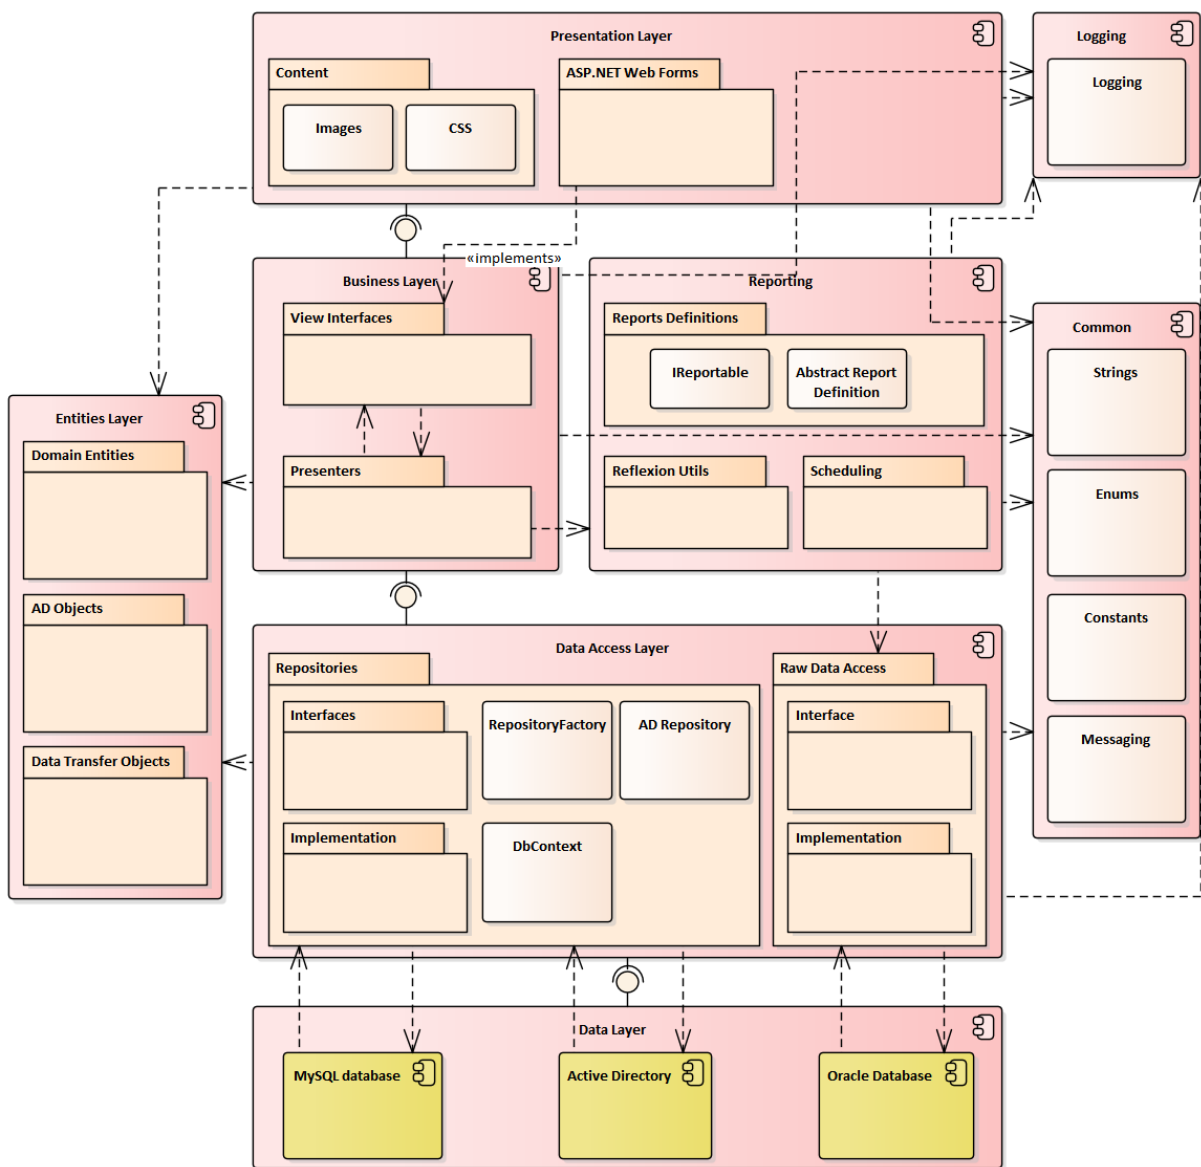 Presentation Layer
Content
Images
CSS
ASP.NET Web Forms
Logging
Logging
«implements»
Business Layer
View Interfaces
Presenters
Reporting
Reports Definitions
IReportable
Abstract Report
Definition
Reflexion Utils
Scheduling
Common
Strings
Enums
Constants
Messaging
Entities Layer
Domain Entities
AD Objects
Data Transfer Objects
Data Access Layer
Repositories
Interfaces
RepositoryFactory
AD Repository
Implementation
DbContext
Raw Data Access
Interface
Implementation
Data Layer
MySQL database
Active Directory
Oracle Database